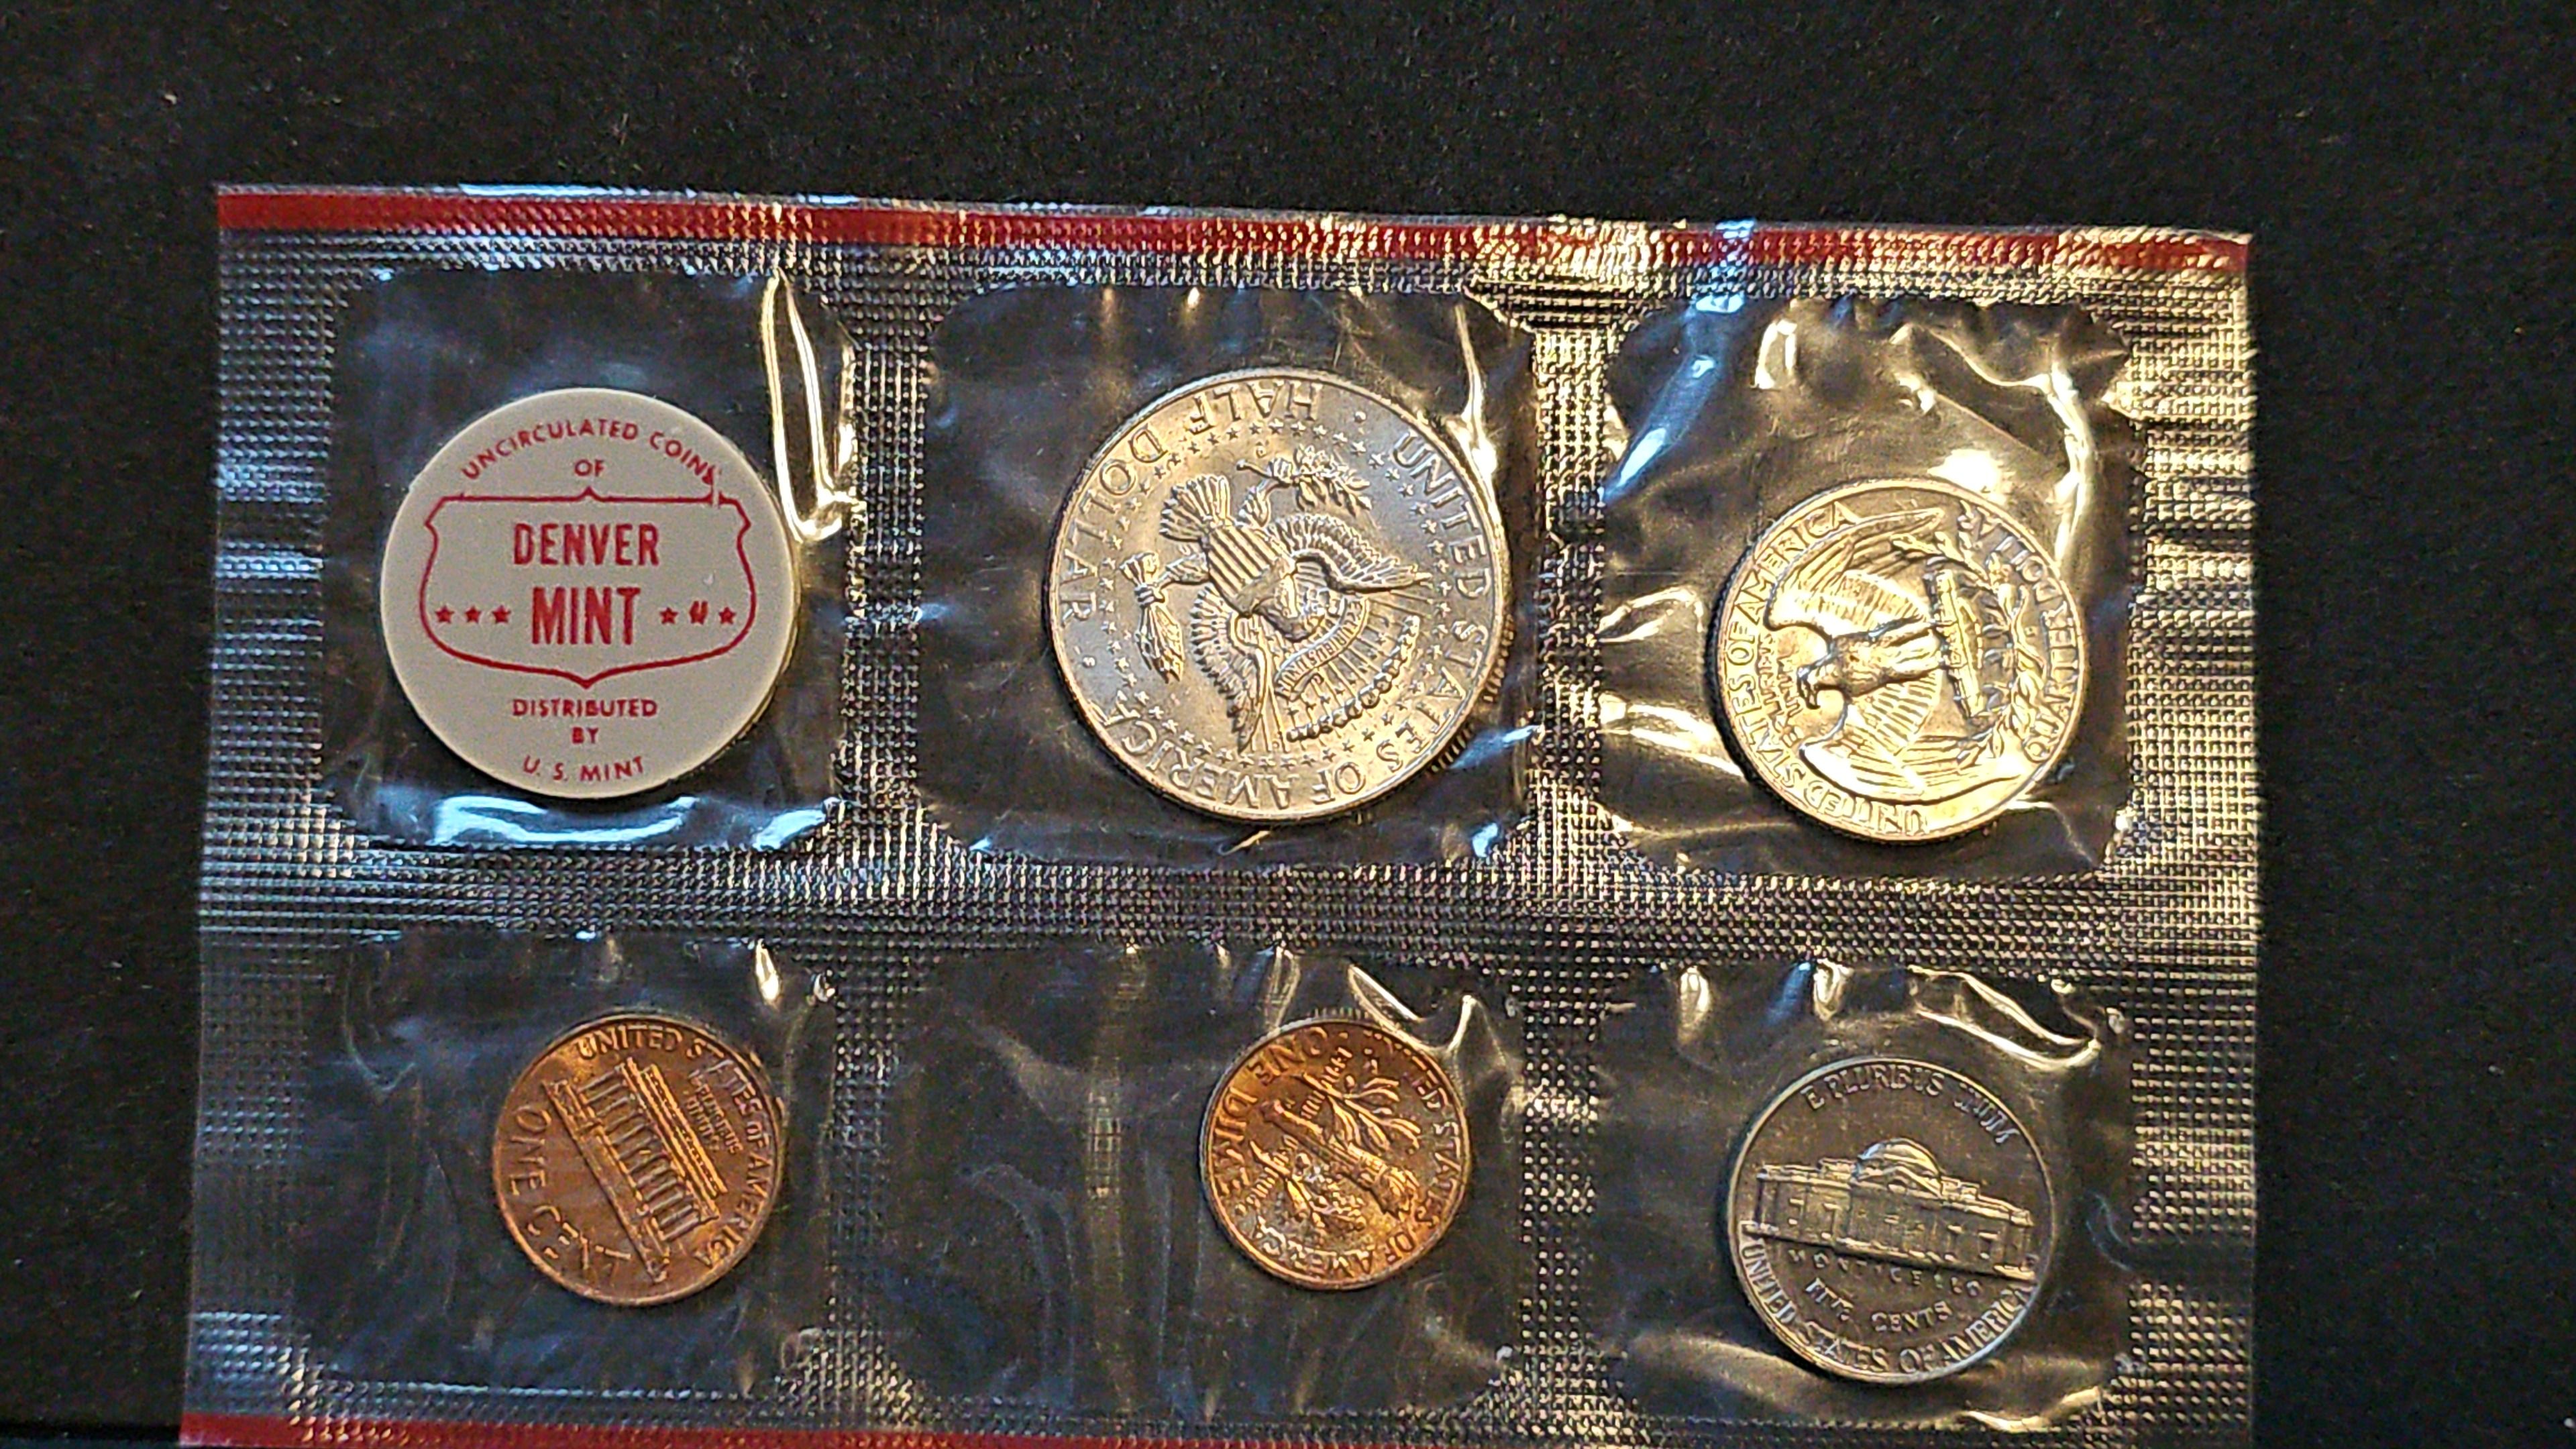 UNCIRCULATED COINS
OF
DENVER
MINT
DISTRIBUTED
BY
U. S. MINT
UNITED STATES OF AMERICA
HALF DOLLAR
UNITED STATES OF AMERICA
UNITED STATES OF AMERICA
E PLURIBUS
UNUM
ONE CENT
UNITED STATES OF AMERICA
ONE DIME
E PLURIBUS UNUM
MONTICELLO
FIVE CENTS
UNITED STATES OF AMERICA